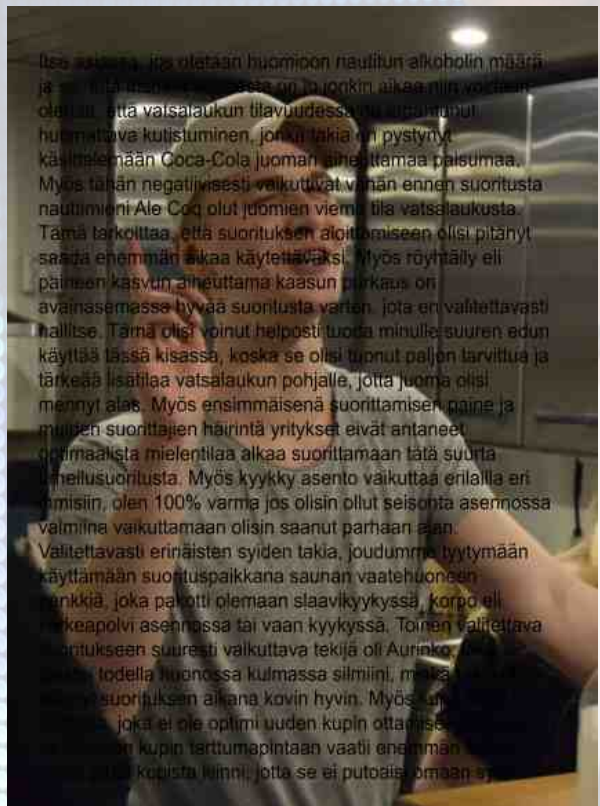 Itse asiassa, jos otetaan huomioon nautitun alkoholin määrä
ja on jonkin aikaa niin voidaan
olettaa, että vatsalaukun tilavuudessa on tapahtunut
huomattava kutistuminen, jonka takia en pystynyt
käsittelemään Coca-Cola juoman aiheuttamaa paisumaa.
Myös tähän negatiivisesti vaikuttivat vähän ennen suoritusta
nauttimieni Ale Coq olut juomien viemä tila vatsalaukusta.
Tämä tarkoittaa, että suorituksen aloittamiseen olisi pitänyt
saada enemmän aikaa käytettäväksi. Myös röyhtäily eli
paineen kasvun aiheuttama kaasun purkaus on
avainasemassa hyvää suoritusta varten, jota en valitettavasti
hallitse. Tämä olisi voinut helposti tuoda minulle suuren edun
käyttää tässä kisassa, koska se olisi tuonut paljon tarvittua ja
tärkeää lisätilaa vatsalaukun pohjalle, jotta juoma olisi
mennyt alas. Myös ensimmäisenä suorittamisen paine ja
muiden suorittajien häirintä yritykset eivät antaneet
optimaalista mielentilaa alkaa suorittamaan tätä suurta
urheilusuoritusta. Myös kyykky asento vaikuttaa erilailla eri
ihmisiin, olen 100% varma jos olisin ollut seisonta asennossa
valmiina vaikuttamaan olisin saanut parhaan ajan.
Valitettavasti erinäisten syiden takia, joudumme tyytymään
käyttämään suorituspaikkana saunan vaatehuoneen
penkkiä, joka pakotti olemaan slaavikyykyssä, korpo eli
korkeapolvi asennossa tai vaan kyykyssä. Toinen valitettava
suoritukseen suuresti vaikuttava tekijä oli Aurinko,
todella huonossa kulmassa silmiini,
suorituksen aikana kovin hyvin. Myös
joka ei ole optimi uuden kupin
kupin tarttumapintaan vaatii enemmän
kupista kiinni, jotta se ei putoaisi omaan